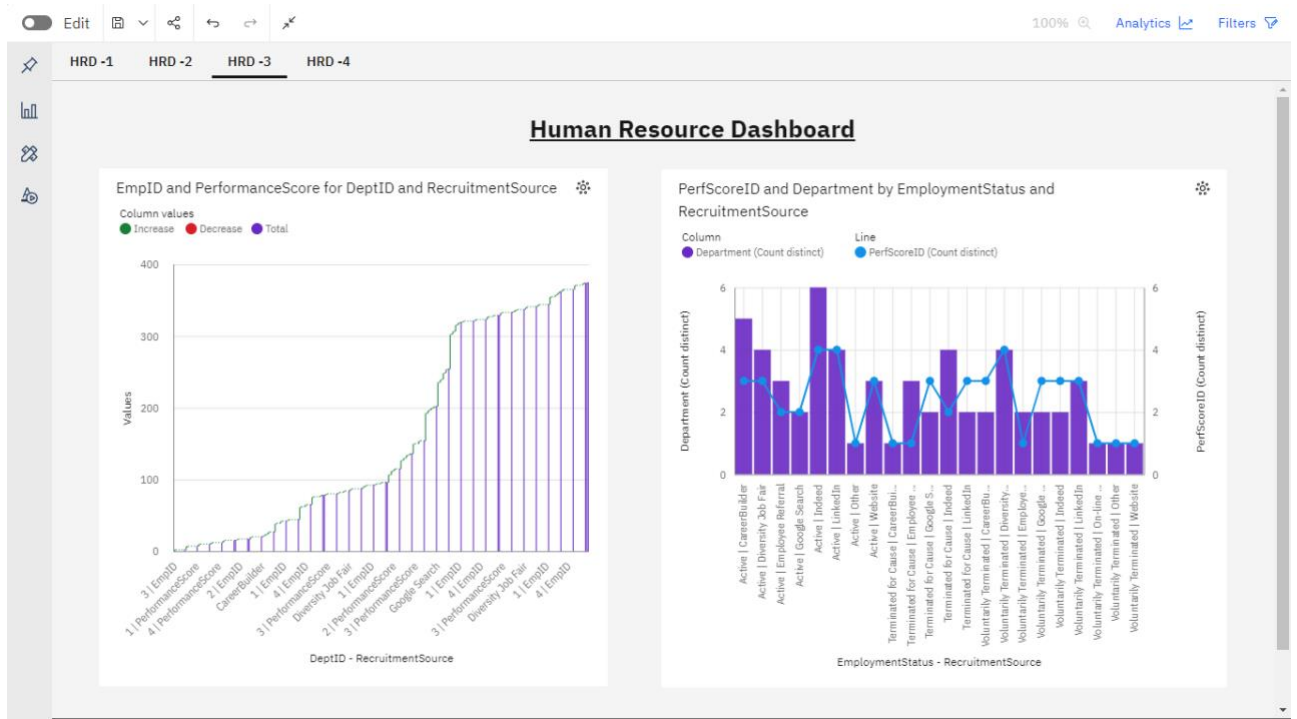 Edit
100%
Analytics
Filters
HRD -1
HRD -2
HRD -3
HRD -4
Human Resource Dashboard
EmpID and PerformanceScore for DeptID and RecruitmentSource
Column values
Increase Decrease Total
400
300
200
100
0
Values
3 | EmpID
1 | PerformanceScore
4 | PerformanceScore
2 | EmpID
CareerBuilder
1 | EmpID
4 | EmpID
3 | PerformanceScore
Diversity Job Fair
1 | EmpID
2 | PerformanceScore
3 | PerformanceScore
Google Search
1 | EmpID
4 | EmpID
3 | PerformanceScore
Diversity Job Fair
1 | EmpID
4 | EmpID
DeptID - RecruitmentSource
PerfScoreID and Department by EmploymentStatus and
RecruitmentSource
Column
Department (Count distinct)
Line
PerfScoreID (Count distinct)
6
4
2
0
Department (Count distinct)
6
4
2
0
PerfScoreID (Count distinct)
Active | CareerBuilder
Active | Diversity Job Fair
Active | Employee Referral
Active | Google Search
Active | Indeed
Active | LinkedIn
Active | Other
Active | Website
Terminated for Cause | CareerBui...
Terminated for Cause | Employee ...
Terminated for Cause | Google S...
Terminated for Cause | Indeed
Terminated for Cause | LinkedIn
Voluntarily Terminated | CareerBu...
Voluntarily Terminated | Diversity...
Voluntarily Terminated | Employe...
Voluntarily Terminated | Google ...
Voluntarily Terminated | Indeed
Voluntarily Terminated | LinkedIn
Voluntarily Terminated | On-line ...
Voluntarily Terminated | Other
Voluntarily Terminated | Website
EmploymentStatus - RecruitmentSource